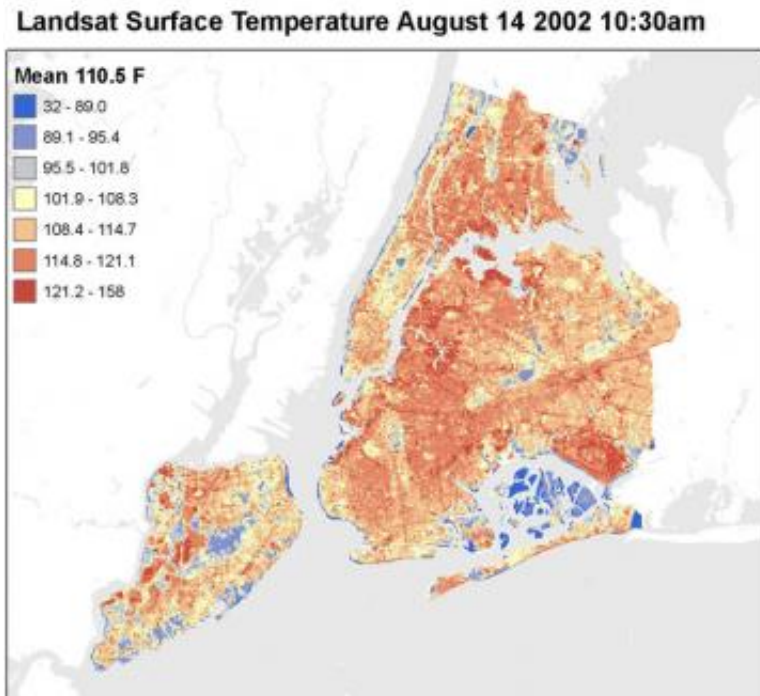 Landsat Surface Temperature August 14 2002 10:30am
Mean 110.5 F
32 - 89.0
89.1 - 95.4
95.5 - 101.8
101.9 - 108.3
108.4 - 114.7
114.8 - 121.1
121.2 - 158